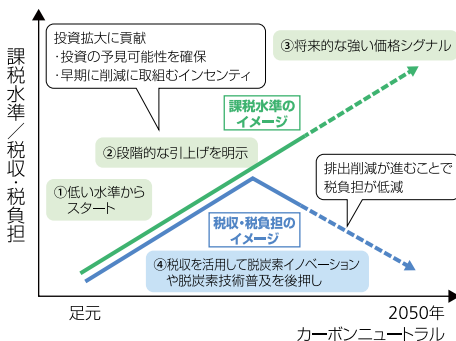 課税水準／税収・税負担
投資拡大に貢献
・投資の予見可能性を確保
・早期に削減に取組むインセンティ
③将来的な強い価格シグナル
課税水準の
イメージ
②段階的な引上げを明示
排出削減が進むことで
税負担が低減
①低い水準から
スタート
税収・税負担の
イメージ
④税収を活用して脱炭素イノベーション
や脱炭素技術普及を後押し
足元
2050年
カーボンニュートラル